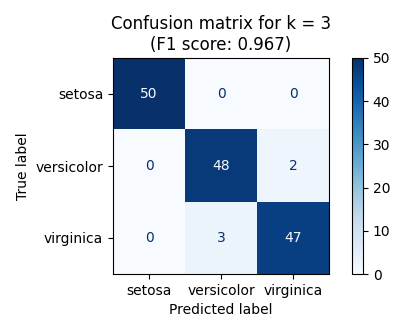 Confusion matrix for k = 3
(F1 score: 0.967)
True label
setosa 50 0 0
versicolor 0 48 2
virginica 0 3 47
setosa versicolor virginica
Predicted label
50
40
30
20
10
0